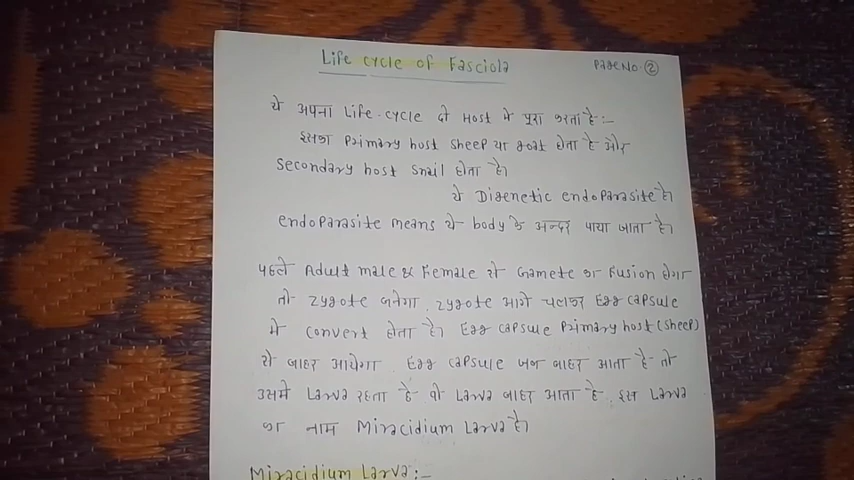 Life cycle of Fasciola
Page No. ②
ये अपना Life-cycle दो Host मे पूरा करता है :-
इसका Primary host sheep या goat होता है और
Secondary host snail होता है।
ये Digenetic endoparasite है।
endoparasite means ये body के अन्दर पाया जाता है।
पहले Adult male & Female से Gamete का Fusion होगा
तो Zygote बनेगा, Zygote आगे चलकर Egg capsule
मे convert होता है। Egg capsule Primary host (sheep)
से बाहर आयेगा Egg capsule जब बाहर आता है तो
उसमे Larva रहता है वो Larva बाहर आता है, इस Larva
का नाम Miracidium Larva है।
Miracidium Larva :-